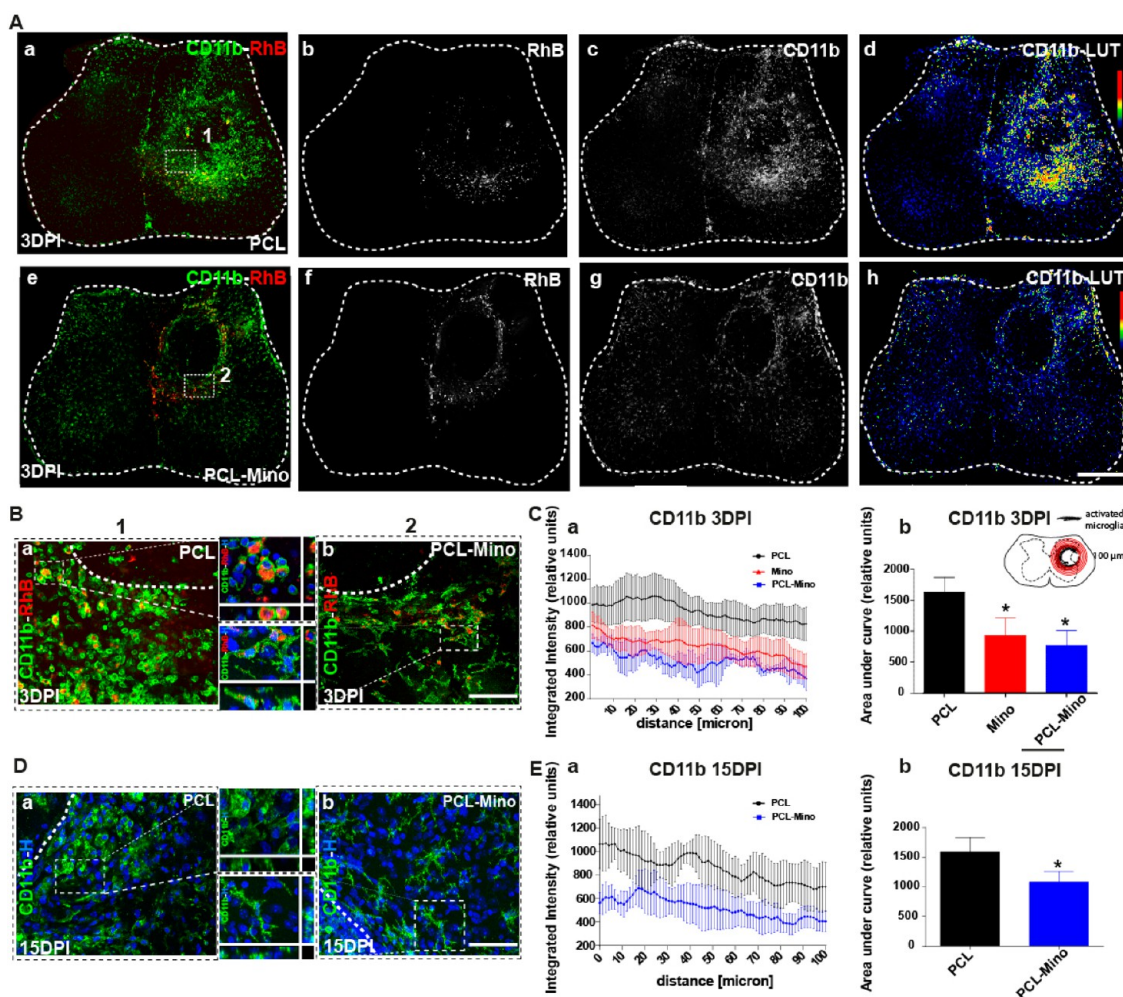 A
a
CD11b-RhB
1
3DPI
PCL
b
RhB
c
CD11b
d
CD11b-LUT
e
CD11b-RhB
2
3DPI
PCL-Mino
f
RhB
g
CD11b
h
CD11b-LUT
B
1
2
a
PCL
CD11b-RhB
3DPI
b
PCL-Mino
CD11b-RhB
3DPI
C
a
CD11b 3DPI
Integrated Intensity (relative units)
1400
1200
1000
800
600
400
200
PCL
Mino
PCL-Mino
10 20 30 40 50 60 70 80 90 100
distance [micron]
b
CD11b 3DPI
activated
microglia
100 µm
Area under curve (relative units)
2000
1500
1000
500
0
*
*
PCL
Mino
PCL-Mino
D
a
PCL
CD11b-H
15DPI
b
PCL-Mino
CD11b-H
15DPI
E
a
CD11b 15DPI
Integrated Intensity (relative units)
1400
1200
1000
800
600
400
200
PCL
PCL-Mino
0 10 20 30 40 50 60 70 80 90 100
distance [micron]
b
CD11b 15DPI
Area under curve (relative units)
2000
1500
1000
500
0
*
PCL
PCL-Mino